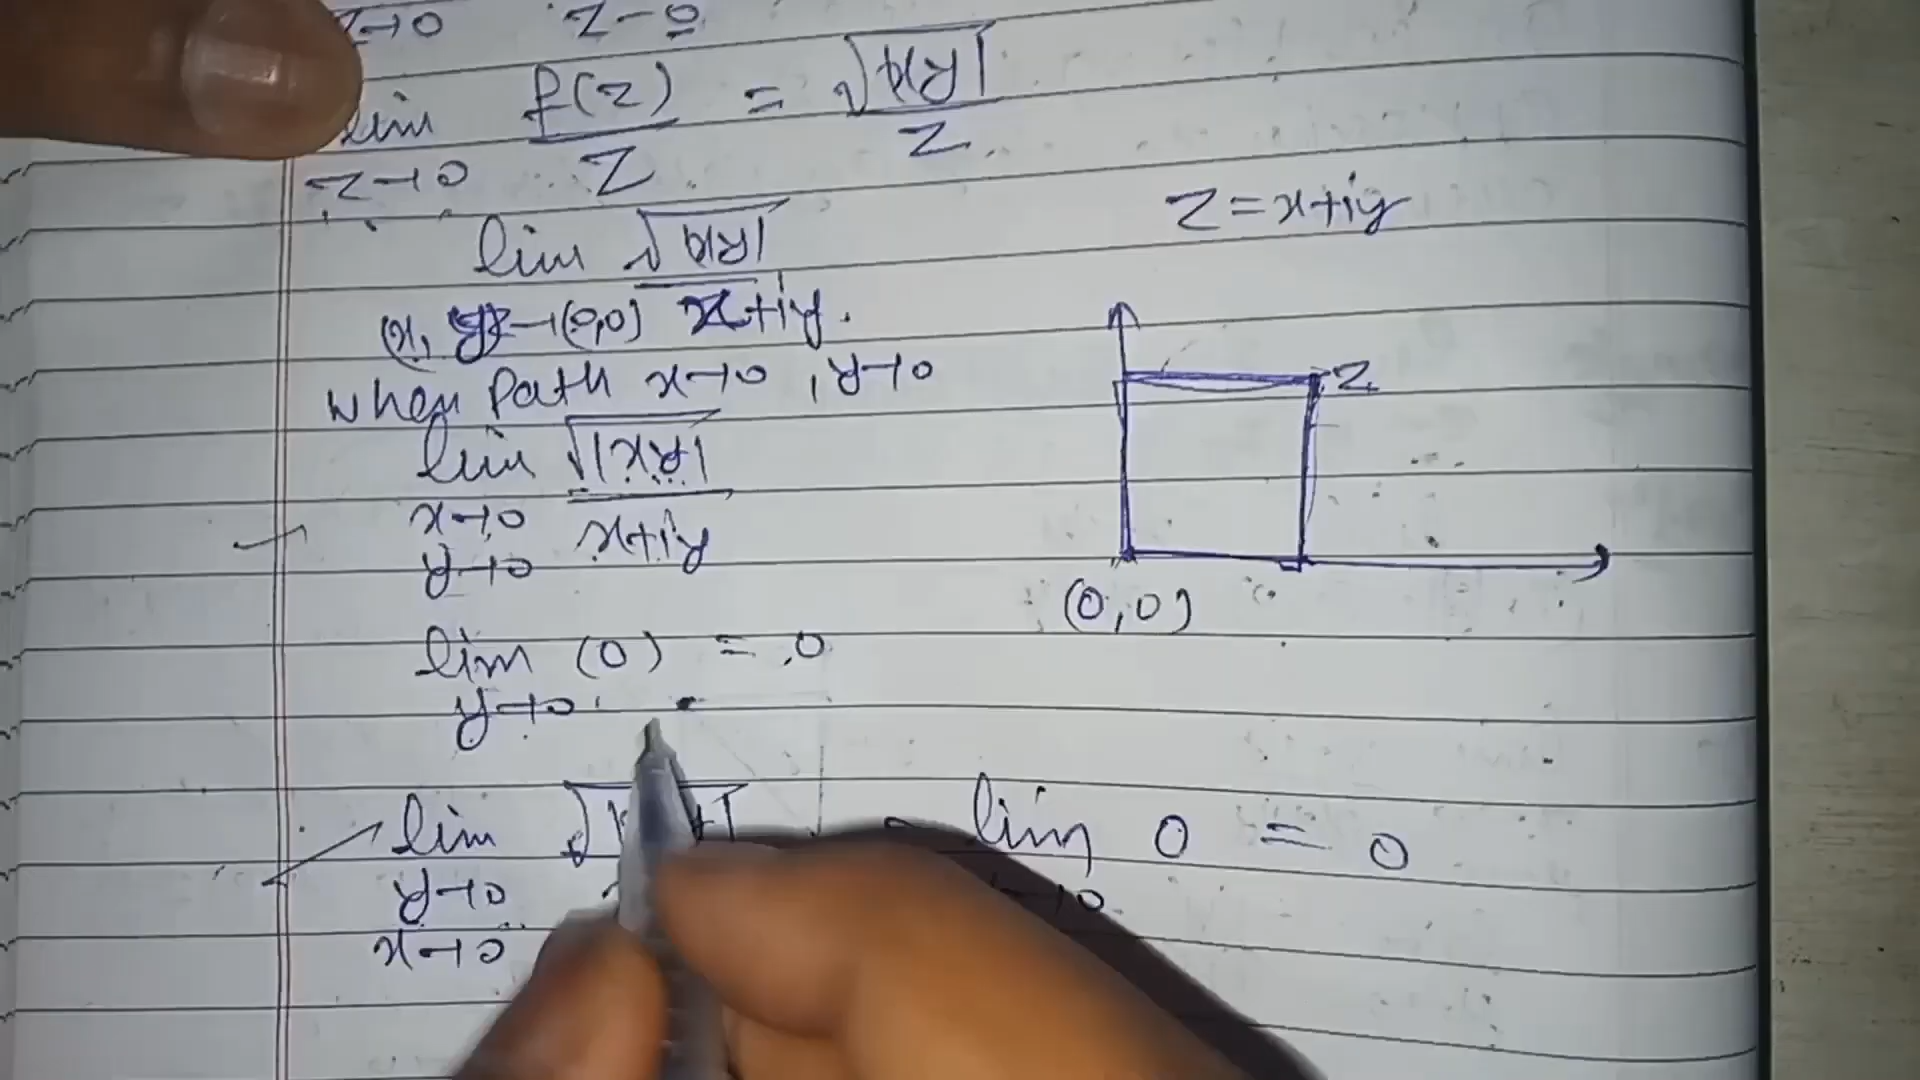 z→0 z-0
lim f(z) = √|xy|
z→0 z z
z=x+iy
lim √|xy|
(x, y)→(0,0) x+iy.
when Path x→0, y→0
z
lim √|xy|
x→0 x+iy
y→0
(0,0)
lim (0) = 0
y→0
lim √ lim 0 = 0
y→0 →0
x→0